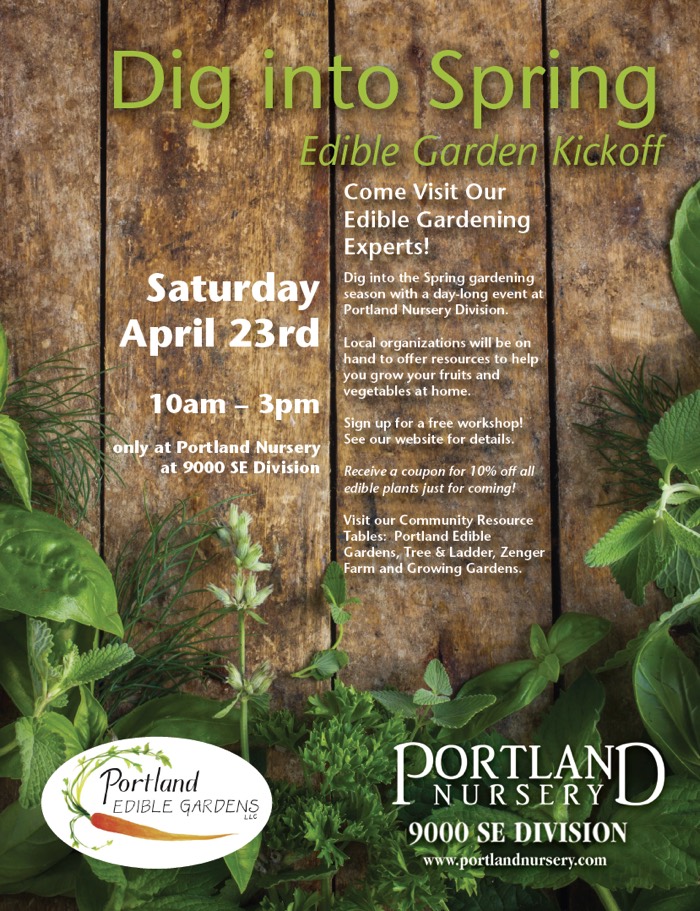 Dig into Spring
Edible Garden Kickoff
Come Visit Our
Edible Gardening
Experts!
Saturday
April 23rd
10am – 3pm
only at Portland Nursery
at 9000 SE Division
Dig into the Spring gardening
season with a day-long event at
Portland Nursery Division.
Local organizations will be on
hand to offer resources to help
you grow your fruits and
vegetables at home.
Sign up for a free workshop!
See our website for details.
Receive a coupon for 10% off all
edible plants just for coming!
Visit our Community Resource
Tables: Portland Edible
Gardens, Tree & Ladder, Zenger
Farm and Growing Gardens.
Portland
EDIBLE GARDENS
LLC
PORTLAND
NURSERY
9000 SE DIVISION
www.portlandnursery.com